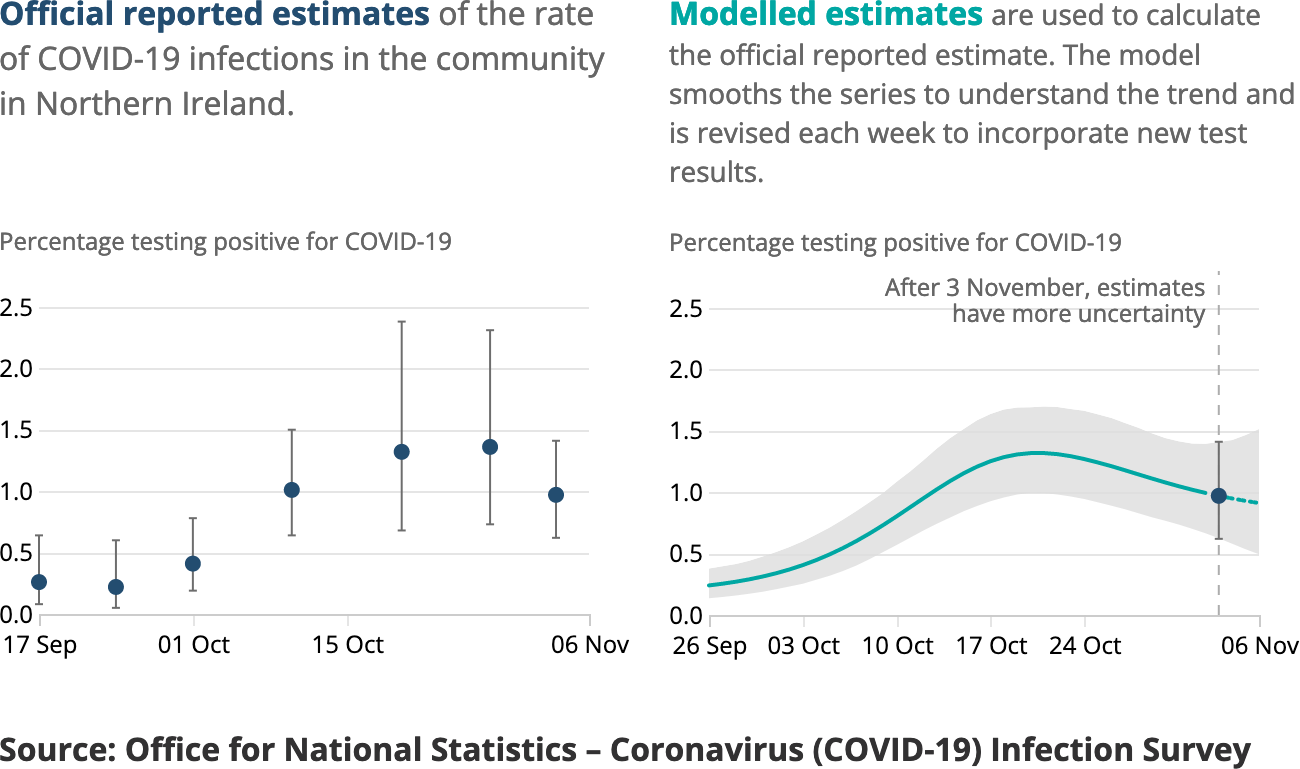 Official reported estimates of the rate
of COVID-19 infections in the community
in Northern Ireland.
Percentage testing positive for COVID-19
2.5
2.0
1.5
1.0
0.5
0.0
17 Sep 01 Oct 15 Oct 06 Nov
Modelled estimates are used to calculate
the official reported estimate. The model
smooths the series to understand the trend and
is revised each week to incorporate new test
results.
Percentage testing positive for COVID-19
After 3 November, estimates
have more uncertainty
2.5
2.0
1.5
1.0
0.5
0.0
26 Sep 03 Oct 10 Oct 17 Oct 24 Oct 06 Nov
Source: Office for National Statistics – Coronavirus (COVID-19) Infection Survey